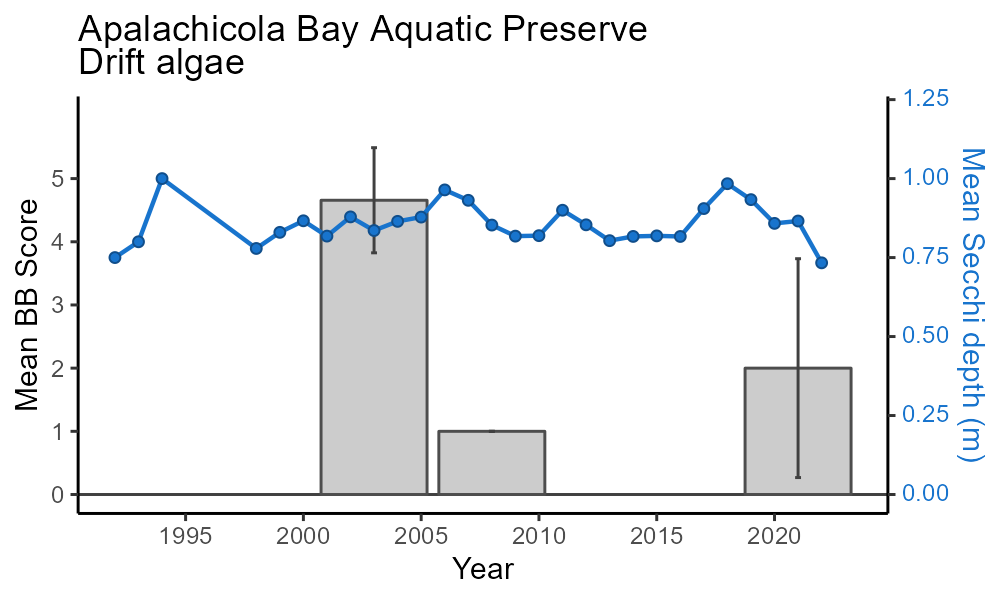 Apalachicola Bay Aquatic Preserve
Drift algae
Mean BB Score
5
4
3
2
1
0
1.25
1.00
0.75
0.50
0.25
0.00
Mean Secchi depth (m)
1995 2000 2005 2010 2015 2020
Year